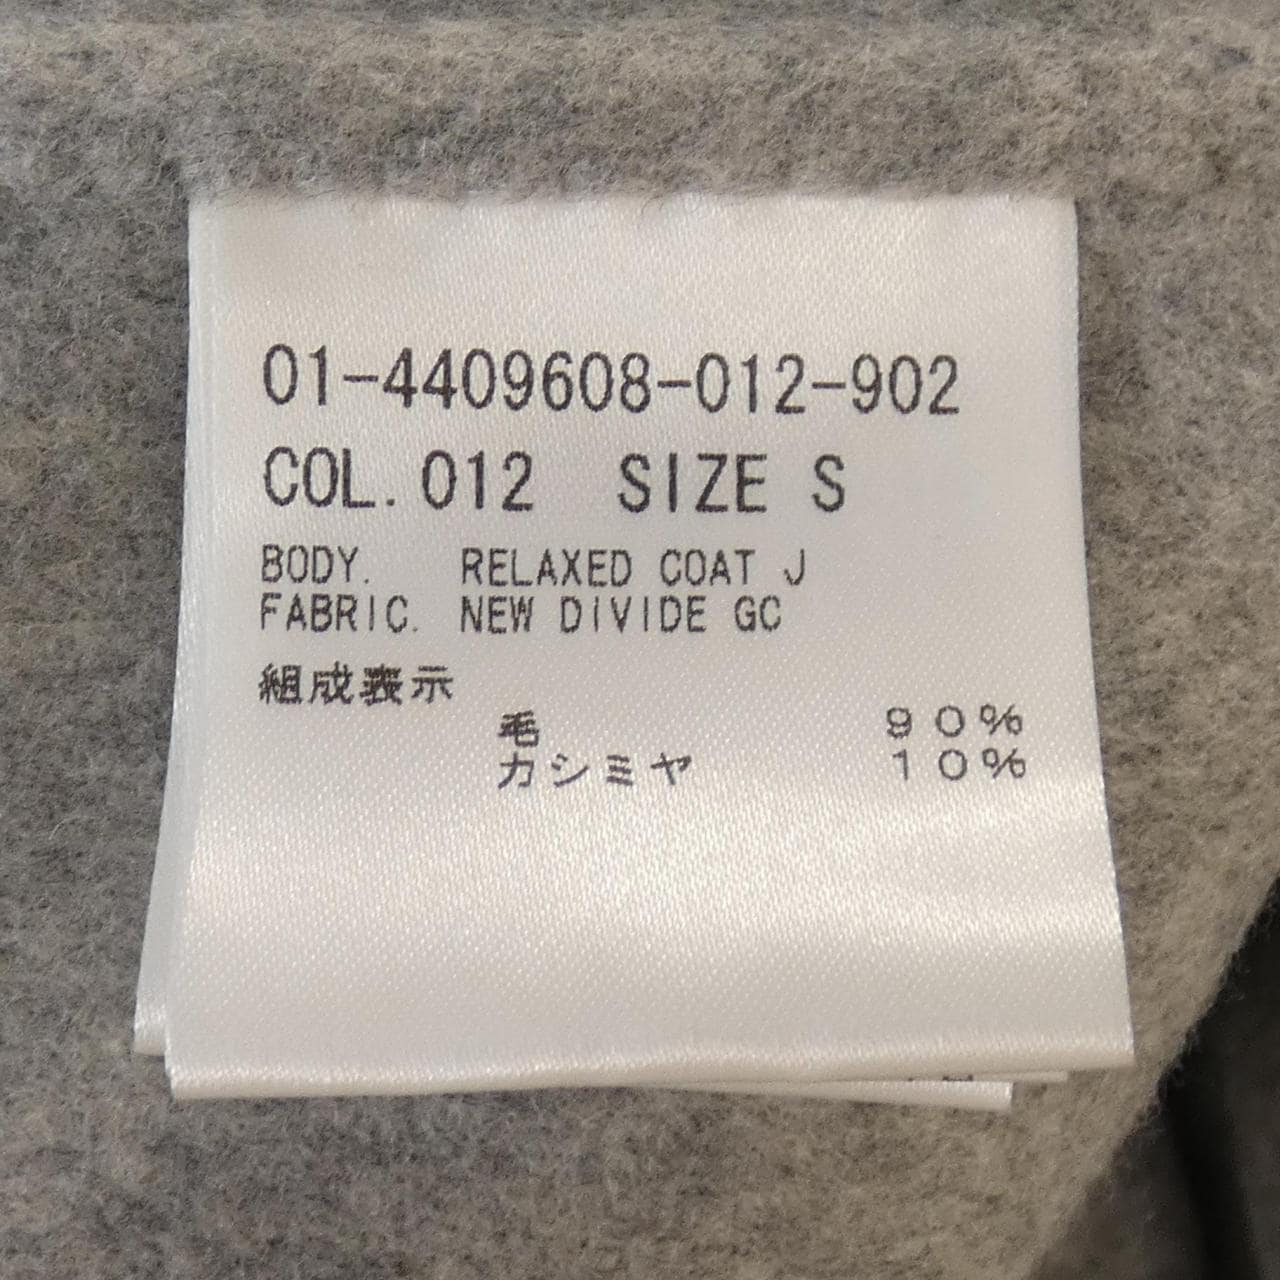 01-4409608-012-902
COL. 012 SIZE S
BODY. RELAXED COAT J
FABRIC. NEW DIVIDE GC
組成表示
毛 90%
カシミヤ 10%